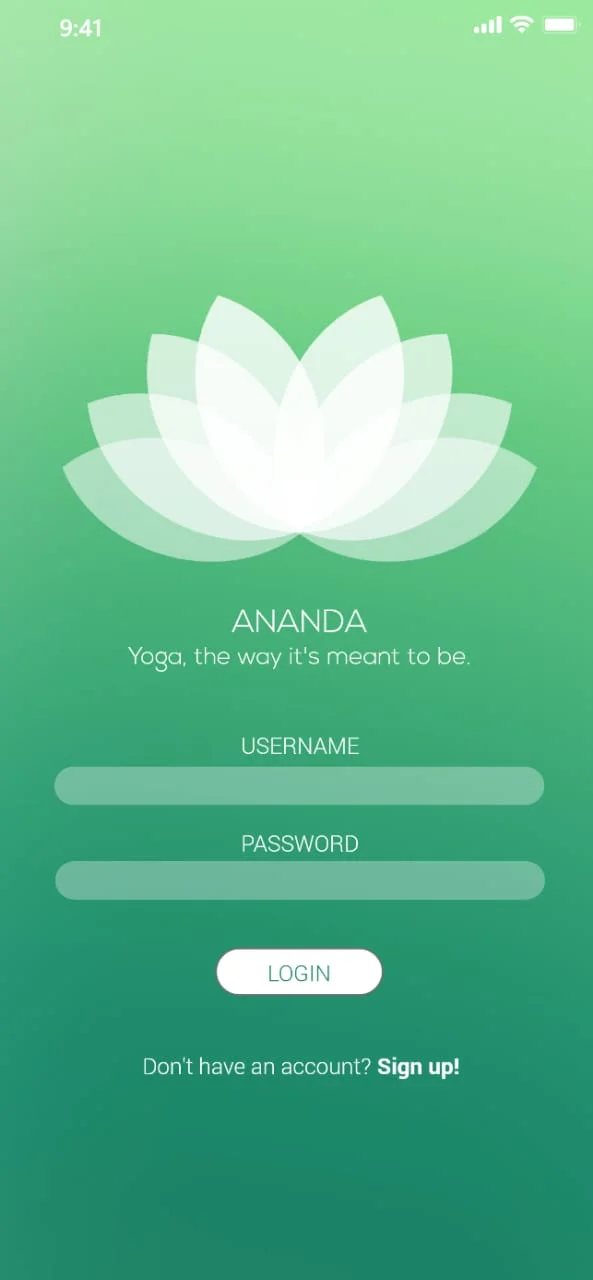 9:41
ANANDA
Yoga, the way it's meant to be.
USERNAME
PASSWORD
LOGIN
Don't have an account? Sign up!